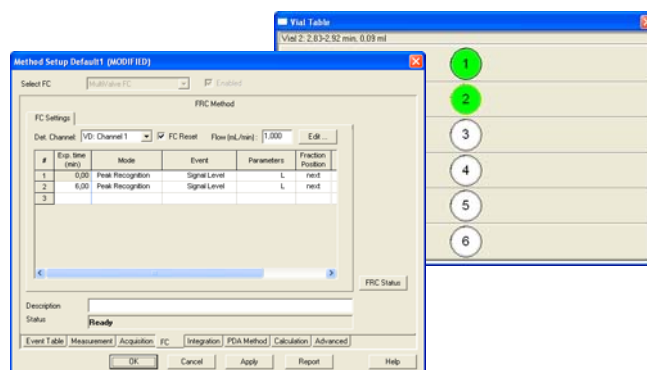 Vial Table
Vial 2: 2,83-2,92 min, 0,09 ml
1
2
3
4
5
6
Method Setup Default1 (MODIFIED)
Select FC MultiValve FC Enabled
FRC Method
FC Settings
Det. Channel: VD: Channel 1 FC Reset Flow [mL/min] : 1,000 Edit ...
# Exp. time (min) Mode Event Parameters Fraction Position
1 0,00 Peak Recognition Signal Level L next
2 6,00 Peak Recognition Signal Level L next
3
FRC Status
Description
Status Ready
Event Table Measurement Acquisition FC Integration PDA Method Calculation Advanced
OK Cancel Apply Report Help